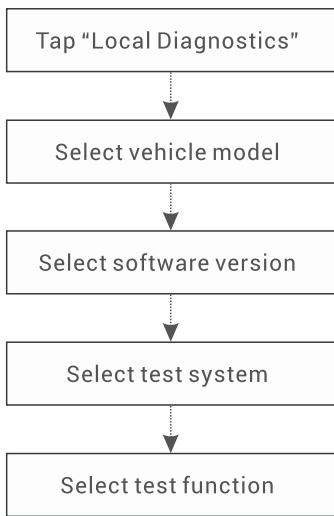 Tap “Local Diagnostics”
Select vehicle model
Select software version
Select test system
Select test function